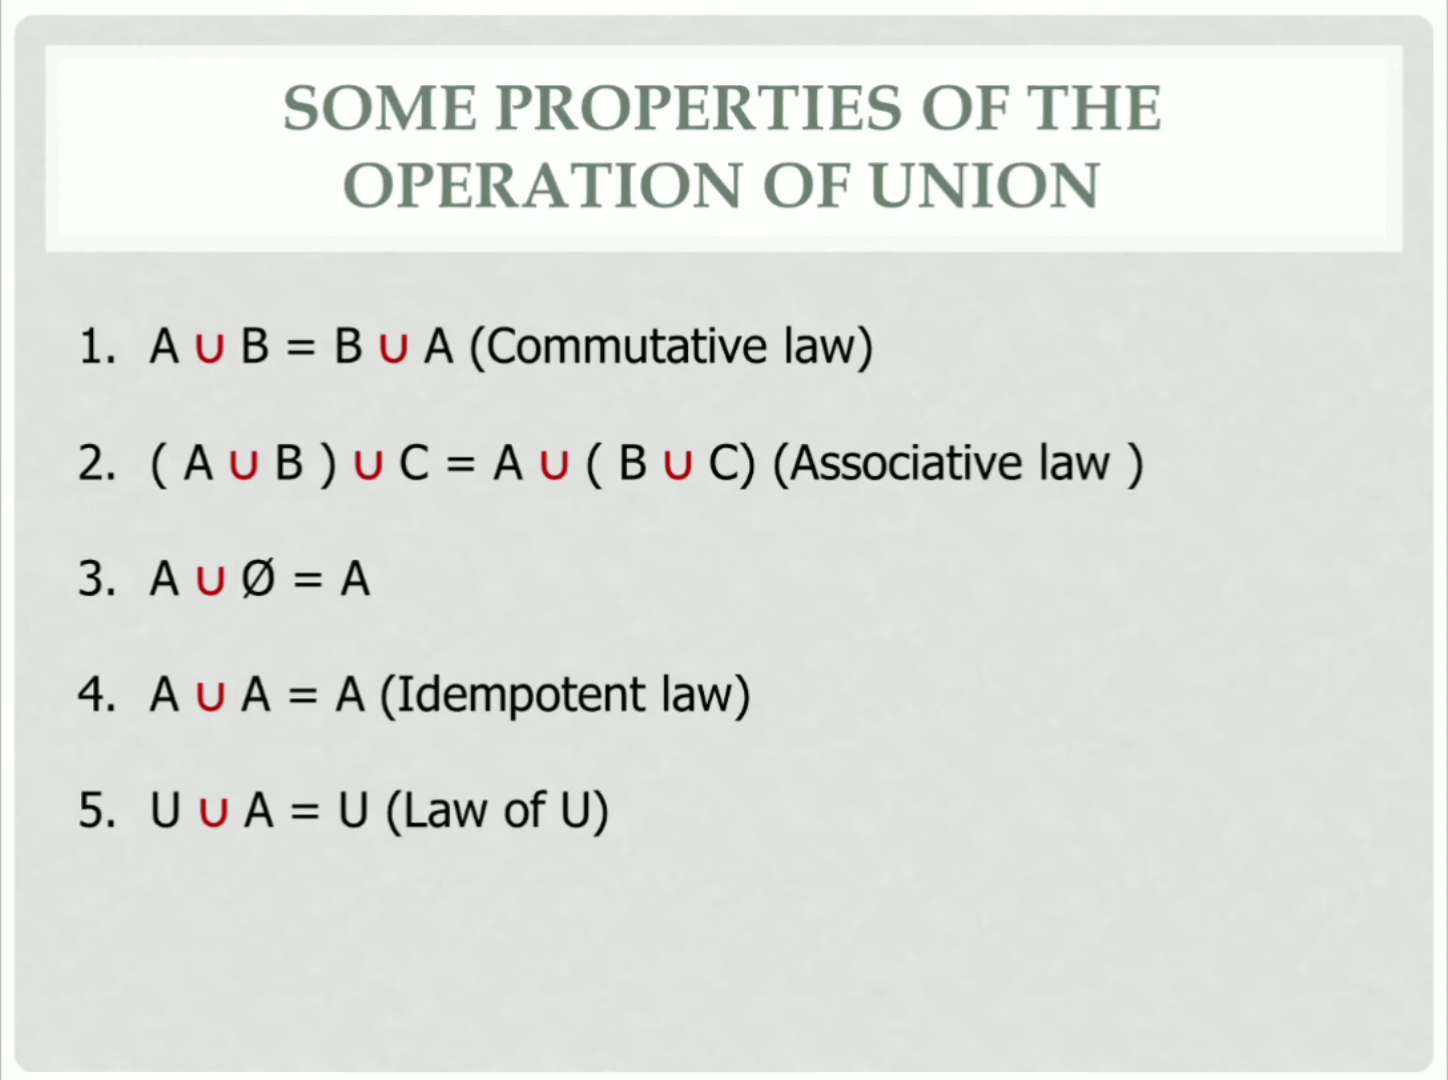 SOME PROPERTIES OF THE
OPERATION OF UNION
1. A ∪ B = B ∪ A (Commutative law)
2. ( A ∪ B ) ∪ C = A ∪ ( B ∪ C) (Associative law )
3. A ∪ Ø = A
4. A ∪ A = A (Idempotent law)
5. U ∪ A = U (Law of U)